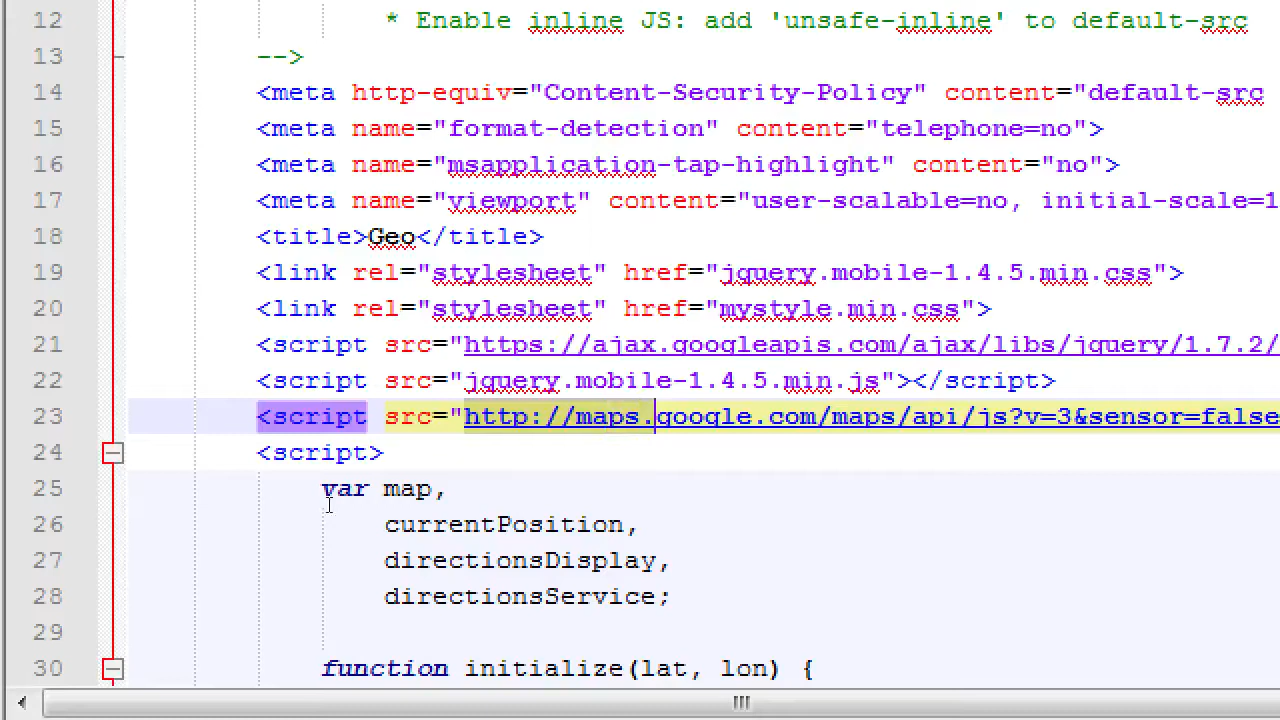 12 * Enable inline JS: add 'unsafe-inline' to default-src
13 -->
14 <meta http-equiv="Content-Security-Policy" content="default-src
15 <meta name="format-detection" content="telephone=no">
16 <meta name="msapplication-tap-highlight" content="no">
17 <meta name="viewport" content="user-scalable=no, initial-scale=1
18 <title>Geo</title>
19 <link rel="stylesheet" href="jquery.mobile-1.4.5.min.css">
20 <link rel="stylesheet" href="mystyle.min.css">
21 <script src="https://ajax.googleapis.com/ajax/libs/jquery/1.7.2/
22 <script src="jquery.mobile-1.4.5.min.js"></script>
23 <script src="http://maps.google.com/maps/api/js?v=3&sensor=false
24 <script>
25 var map,
26 currentPosition,
27 directionsDisplay,
28 directionsService;
29
30 function initialize(lat, lon) {